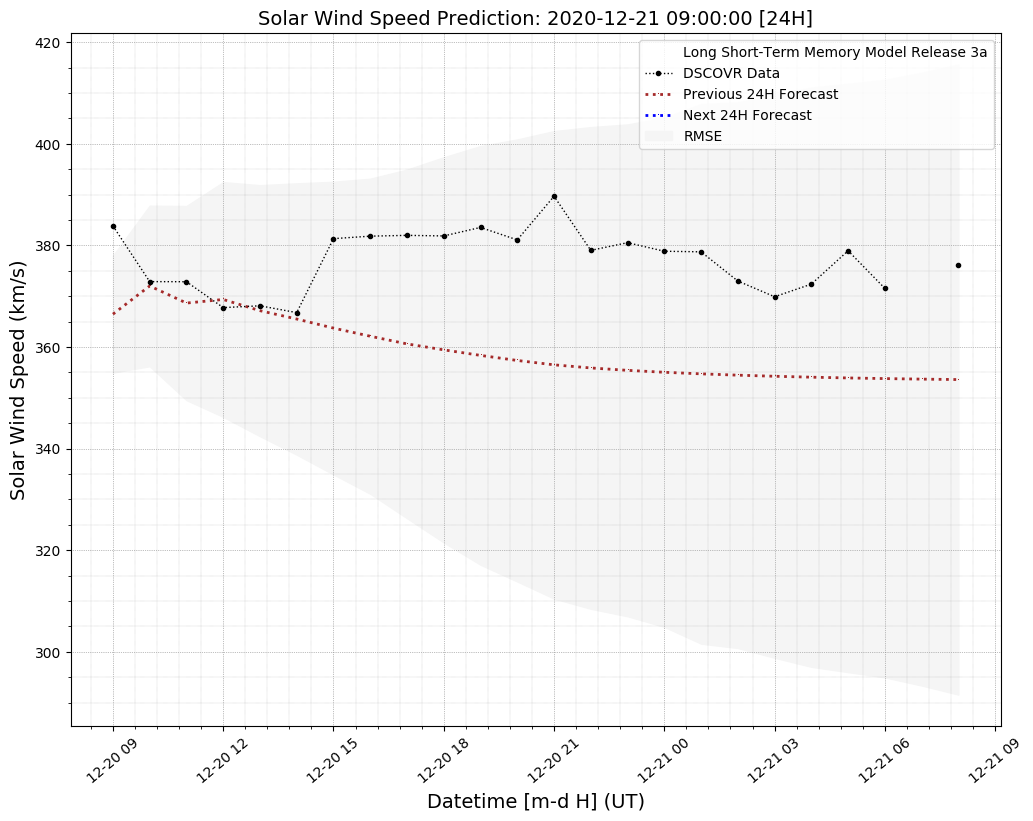 Solar Wind Speed Prediction: 2020-12-21 09:00:00 [24H]
Long Short-Term Memory Model Release 3a
DSCOVR Data
Previous 24H Forecast
Next 24H Forecast
RMSE
Solar Wind Speed (km/s)
420
400
380
360
340
320
300
12-20 09
12-20 12
12-20 15
12-20 18
12-20 21
12-21 00
12-21 03
12-21 06
12-21 09
Datetime [m-d H] (UT)